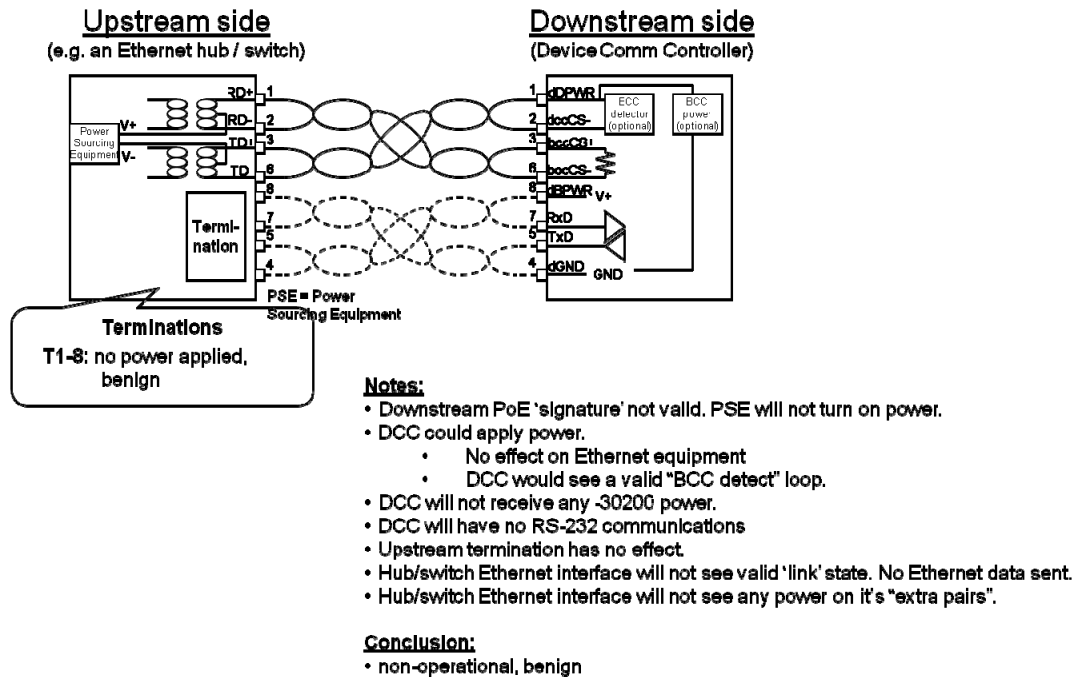 Upstream side
(e.g. an Ethernet hub / switch)
Downstream side
(Device Comm Controller)
RD+
1
RD-
2
TD+
3
TD
6
8
7
5
4
V+
V-
Power
Sourcing
Equipment
Termi-
nation
PSE = Power
Sourcing Equipment
1
dDPWR
2
3
6
bccCS-
8
dBPWR
V+
7
RxD
5
TxD
4
dGND
GND
ECC
detector
(optional)
BCC
power
(optional)
Terminations
T1-8: no power applied,
benign
Notes:
• Downstream PoE 'signature' not valid. PSE will not turn on power.
• DCC could apply power.
• No effect on Ethernet equipment
• DCC would see a valid "BCC detect" loop.
• DCC will not receive any -30200 power.
• DCC will have no RS-232 communications
• Upstream termination has no effect.
• Hub/switch Ethernet interface will not see valid 'link' state. No Ethernet data sent.
• Hub/switch Ethernet interface will not see any power on it's "extra pairs".
Conclusion:
• non-operational, benign